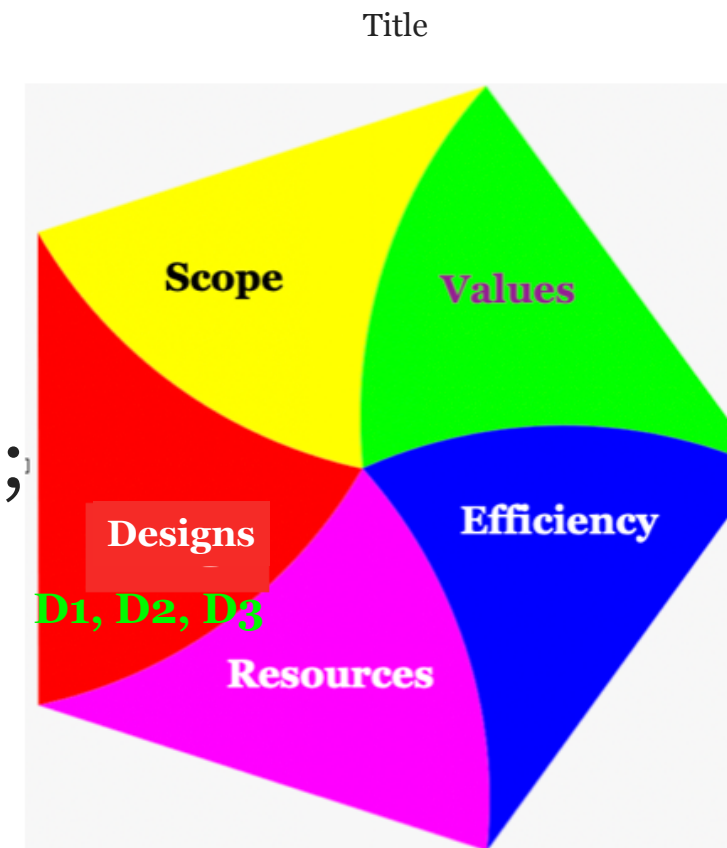 Title
Scope
Values
;
Efficiency
Designs
D1, D2, D3
Resources